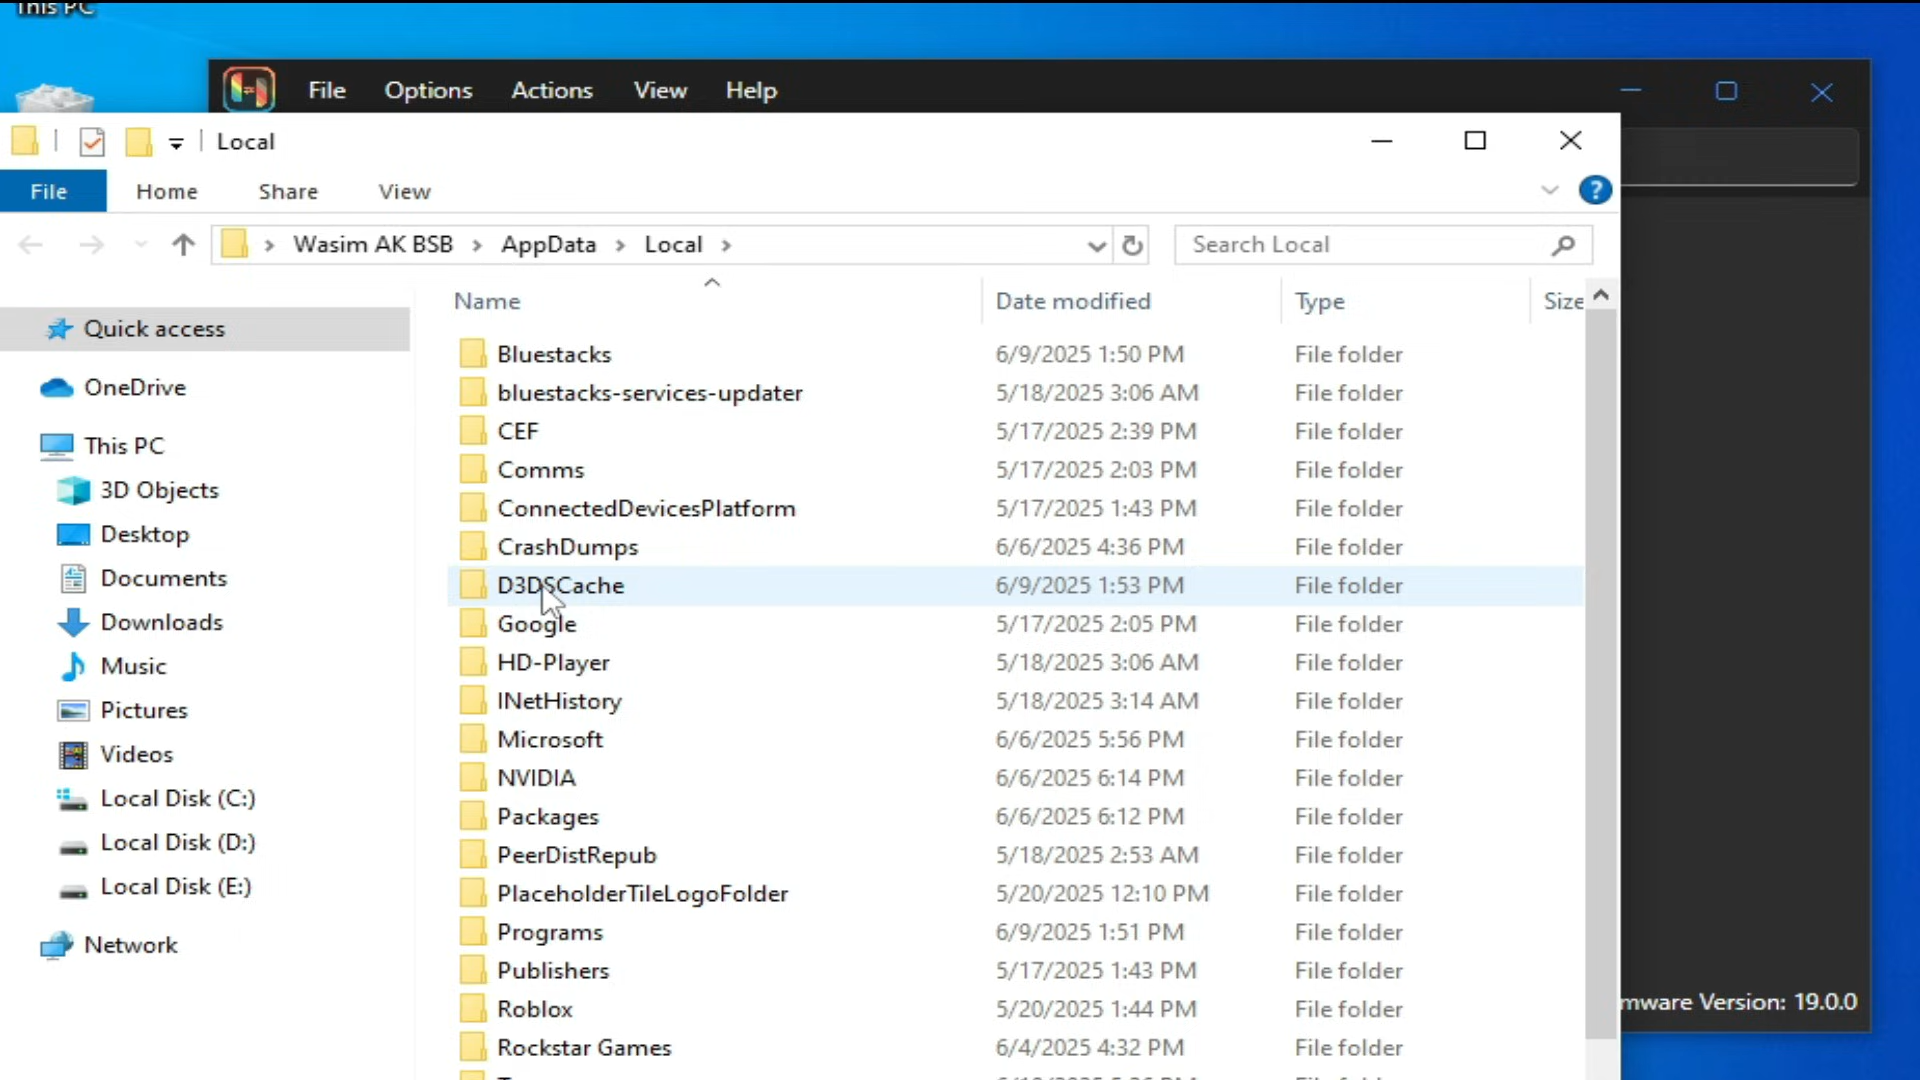 This PC
File Options Actions View Help
Local
File Home Share View
Wasim AK BSB AppData Local
Search Local
Name Date modified Type Size
Quick access
OneDrive
This PC
3D Objects
Desktop
Documents
Downloads
Music
Pictures
Videos
Local Disk (C:)
Local Disk (D:)
Local Disk (E:)
Network
Bluestacks 6/9/2025 1:50 PM File folder
bluestacks-services-updater 5/18/2025 3:06 AM File folder
CEF 5/17/2025 2:39 PM File folder
Comms 5/17/2025 2:03 PM File folder
ConnectedDevicesPlatform 5/17/2025 1:43 PM File folder
CrashDumps 6/6/2025 4:36 PM File folder
D3DSCache 6/9/2025 1:53 PM File folder
Google 5/17/2025 2:05 PM File folder
HD-Player 5/18/2025 3:06 AM File folder
INetHistory 5/18/2025 3:14 AM File folder
Microsoft 6/6/2025 5:56 PM File folder
NVIDIA 6/6/2025 6:14 PM File folder
Packages 6/6/2025 6:12 PM File folder
PeerDistRepub 5/18/2025 2:53 AM File folder
PlaceholderTileLogoFolder 5/20/2025 12:10 PM File folder
Programs 6/9/2025 1:51 PM File folder
Publishers 5/17/2025 1:43 PM File folder
Roblox 5/20/2025 1:44 PM File folder
Rockstar Games 6/4/2025 4:32 PM File folder
mware Version: 19.0.0